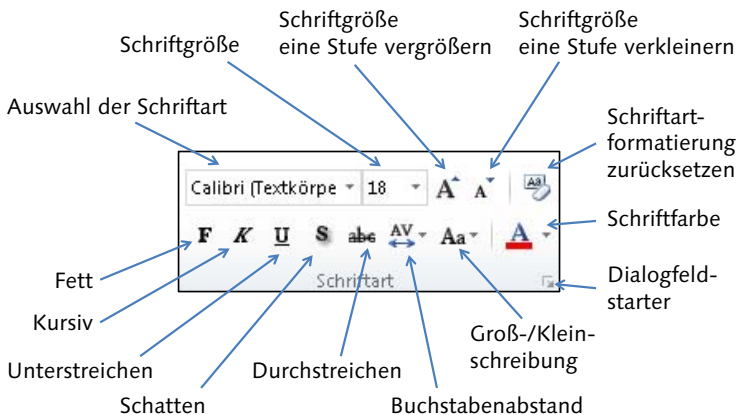 Schriftgröße
eine Stufe vergrößern
Schriftgröße
eine Stufe verkleinern
Schriftgröße
Auswahl der Schriftart
Schriftart-
formatierung
zurücksetzen
Calibri (Textkörpe 18 A A Aa
F K U S abc AV Aa A
Schriftart
Schriftfarbe
Dialogfeld-
starter
Fett
Kursiv
Unterstreichen
Schatten
Durchstreichen
Buchstabenabstand
Groß-/Klein-
schreibung